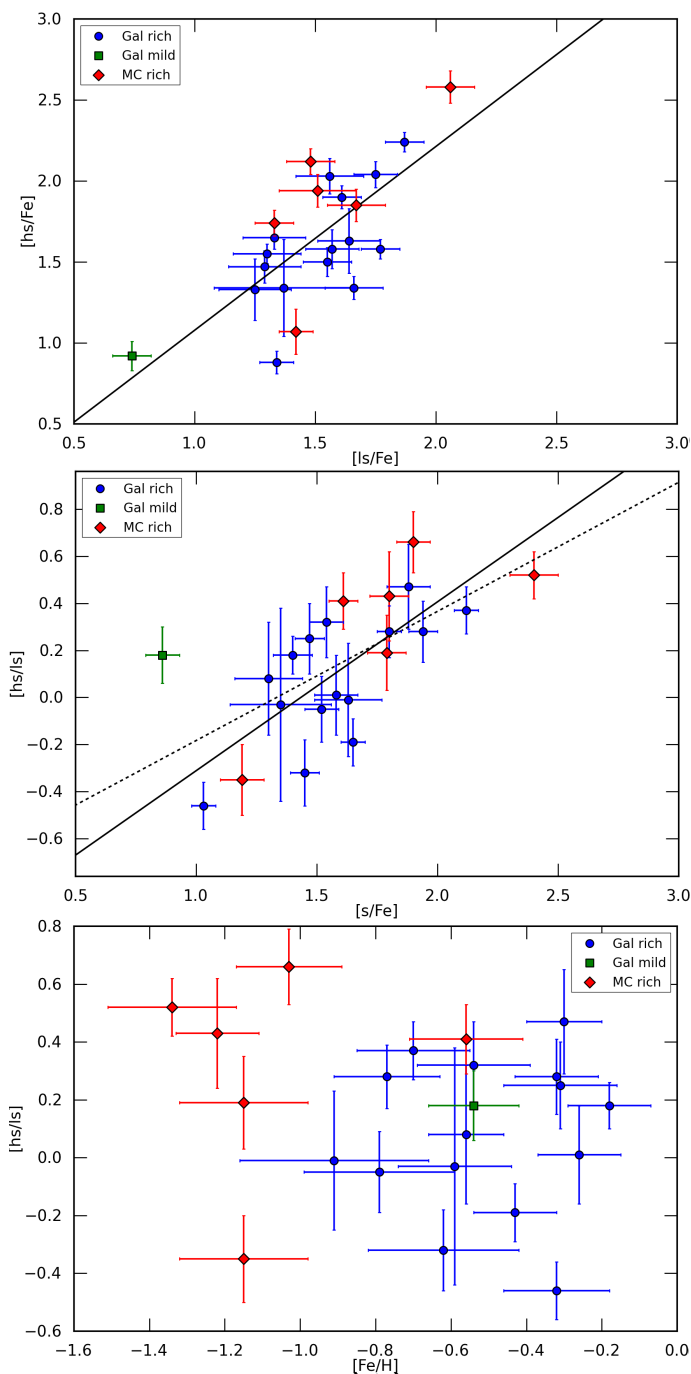 3.0
2.5
2.0
1.5
1.0
0.5
[hs/Fe]
Gal rich
Gal mild
MC rich
0.5 1.0 1.5 2.0 2.5 3.0
[ls/Fe]
0.8
0.6
0.4
0.2
0.0
−0.2
−0.4
−0.6
[hs/ls]
Gal rich
Gal mild
MC rich
0.5 1.0 1.5 2.0 2.5 3.0
[s/Fe]
0.8
0.6
0.4
0.2
0.0
−0.2
−0.4
−0.6
[hs/ls]
Gal rich
Gal mild
MC rich
−1.6 −1.4 −1.2 −1.0 −0.8 −0.6 −0.4 −0.2 0.0
[Fe/H]